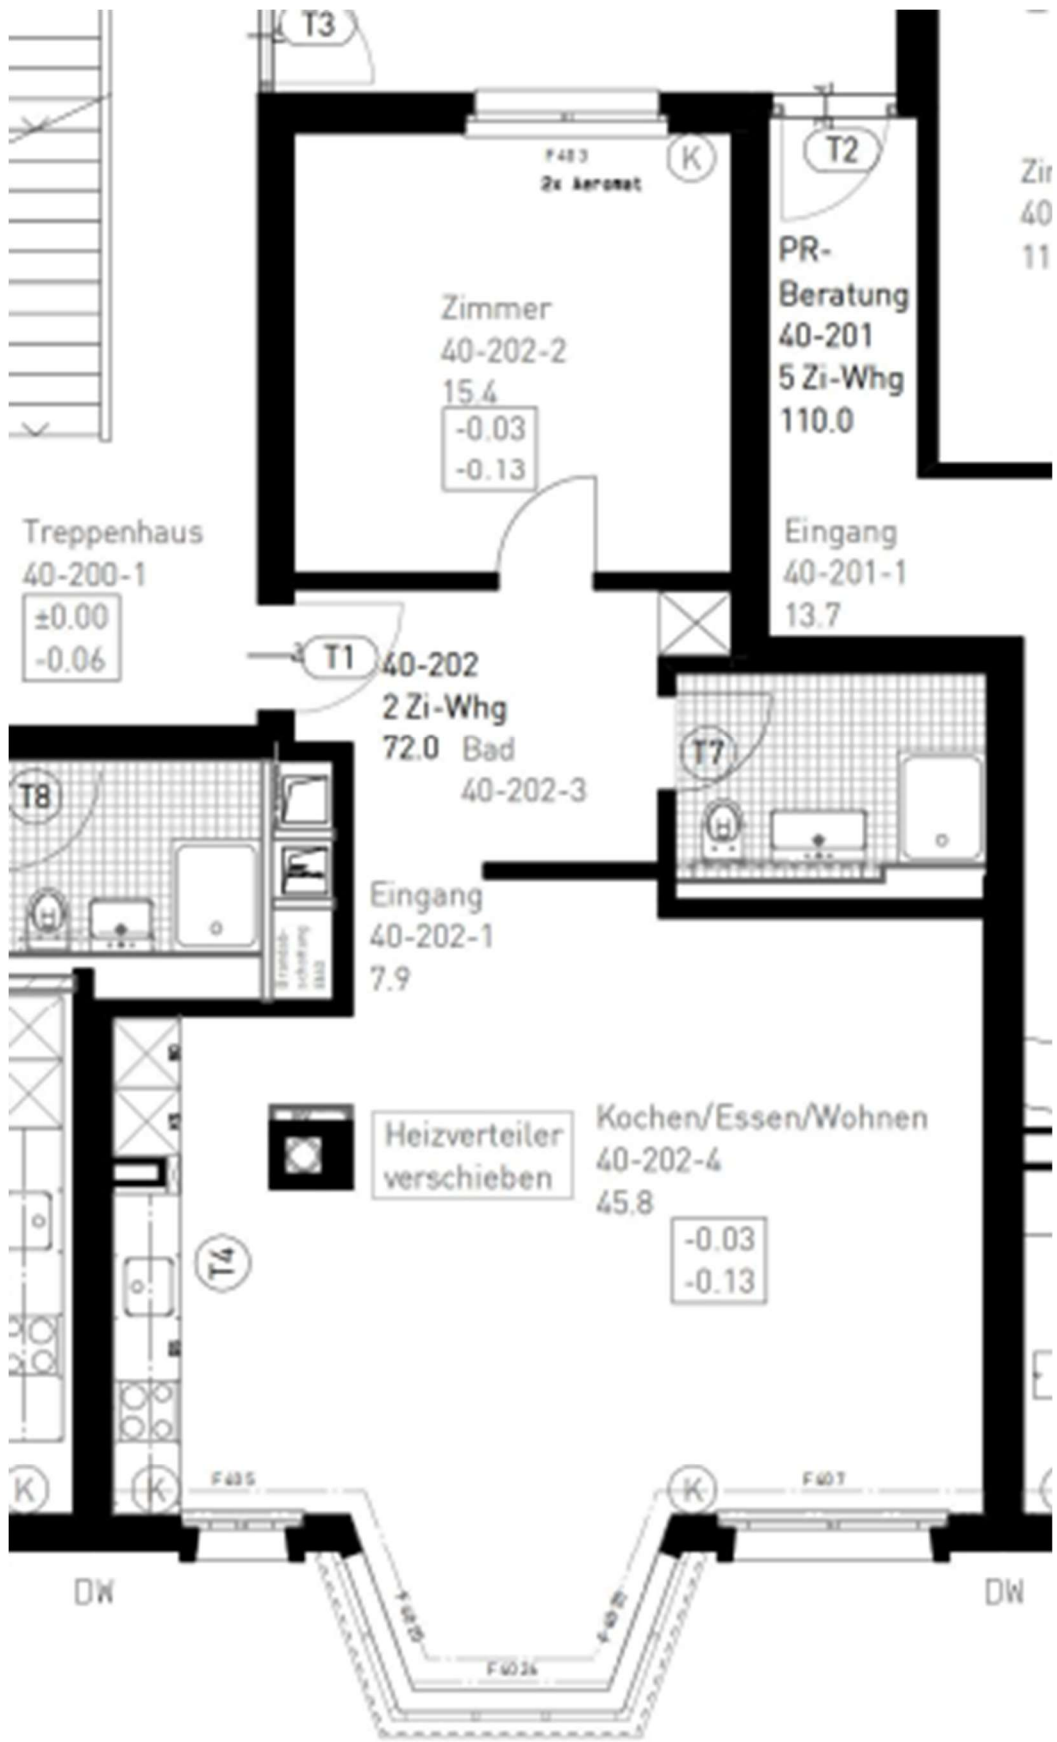 T3
T2
F403
2x Aeromat
K
Zimmer
40-202-2
15.4
-0.03
-0.13
PR-
Beratung
40-201
5 Zi-Whg
110.0
Zi
40
11
Treppenhaus
40-200-1
±0.00
-0.06
Eingang
40-201-1
13.7
T1
40-202
2 Zi-Whg
72.0
Bad
40-202-3
T7
T8
Eingang
40-202-1
7.9
Heizverteiler
verschieben
Kochen/Essen/Wohnen
40-202-4
45.8
-0.03
-0.13
T4
K
K
F405
K
F407
DW
DW